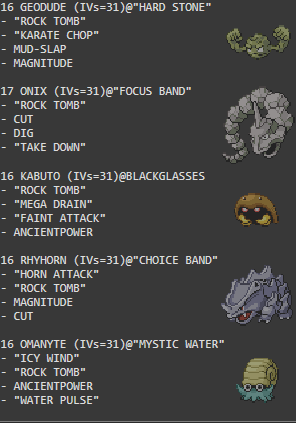 16 GEODUDE (IVs=31)@"HARD STONE"
- "ROCK TOMB"
- "KARATE CHOP"
- MUD-SLAP
- MAGNITUDE
17 ONIX (IVs=31)@"FOCUS BAND"
- "ROCK TOMB"
- CUT
- DIG
- "TAKE DOWN"
16 KABUTO (IVs=31)@BLACKGLASSES
- "ROCK TOMB"
- "MEGA DRAIN"
- "FAINT ATTACK"
- ANCIENTPOWER
16 RHYHORN (IVs=31)@"CHOICE BAND"
- "HORN ATTACK"
- "ROCK TOMB"
- MAGNITUDE
- CUT
16 OMANYTE (IVs=31)@"MYSTIC WATER"
- "ICY WIND"
- "ROCK TOMB"
- ANCIENTPOWER
- "WATER PULSE"